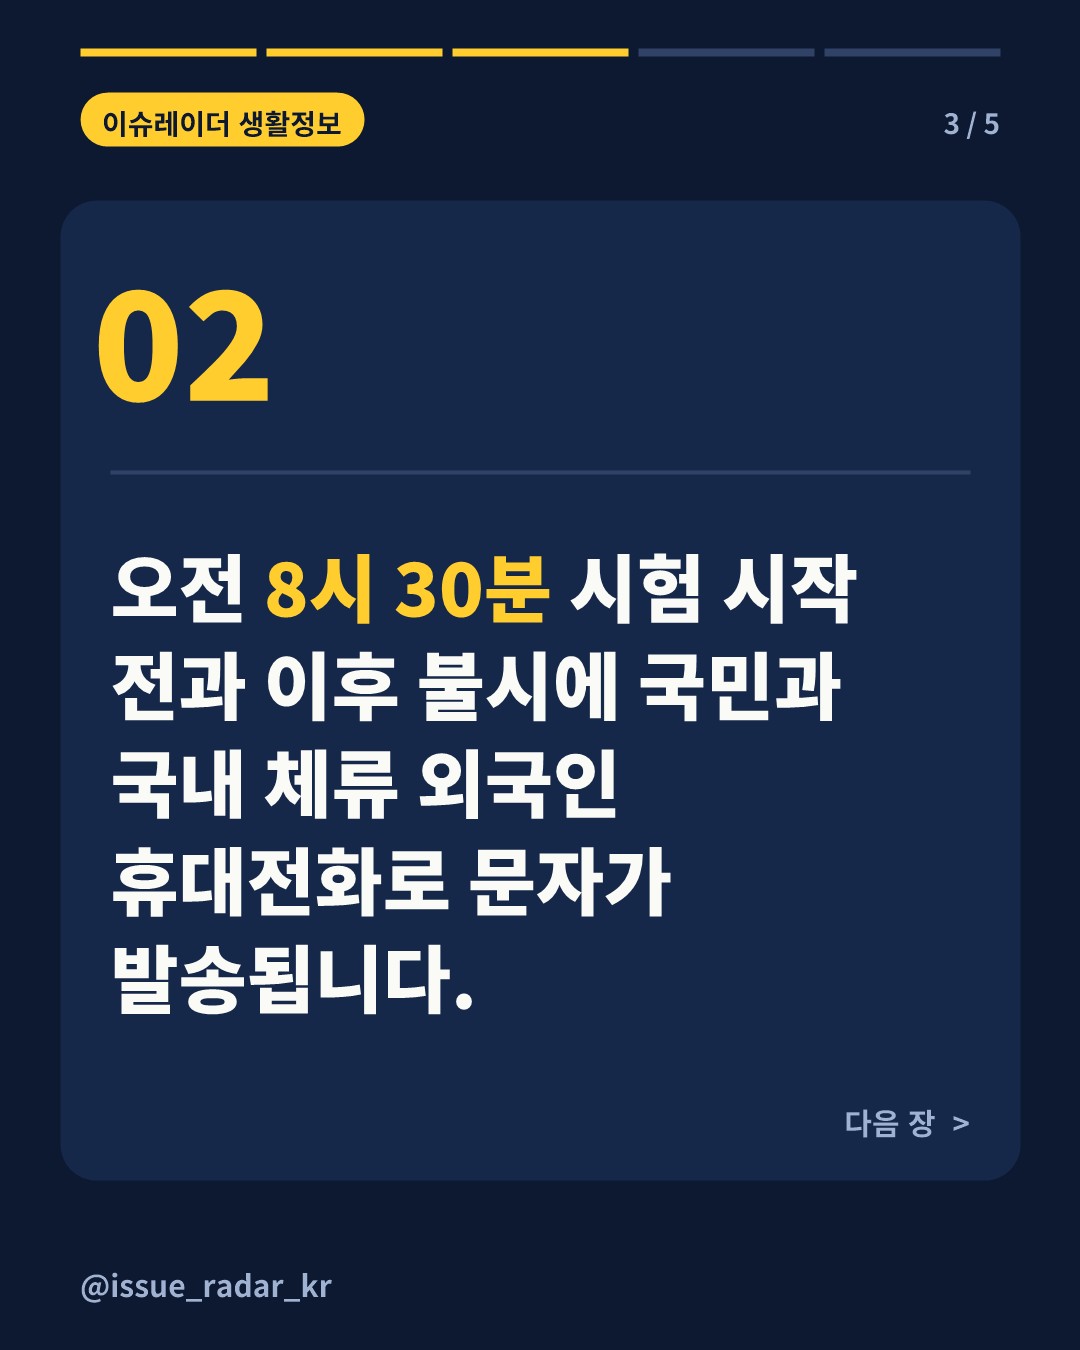 이슈레이더 생활정보
3 / 5
02
오전 8시 30분 시험 시작
전과 이후 불시에 국민과
국내 체류 외국인
휴대전화로 문자가
발송됩니다.
다음 장 >
@issue_radar_kr